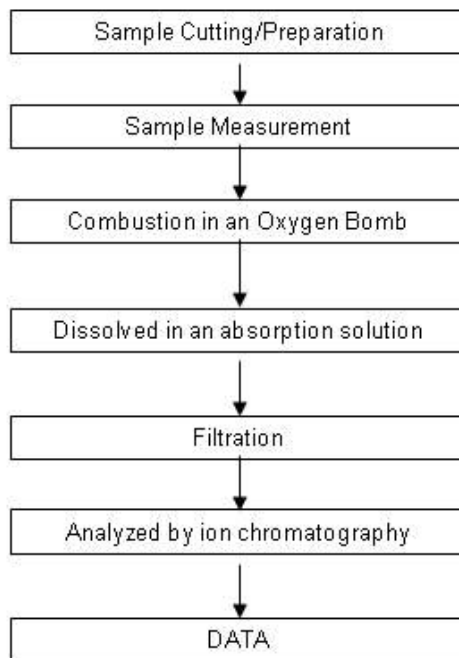 Sample Cutting/Preparation
Sample Measurement
Combustion in an Oxygen Bomb
Dissolved in an absorption solution
Filtration
Analyzed by ion chromatography
DATA